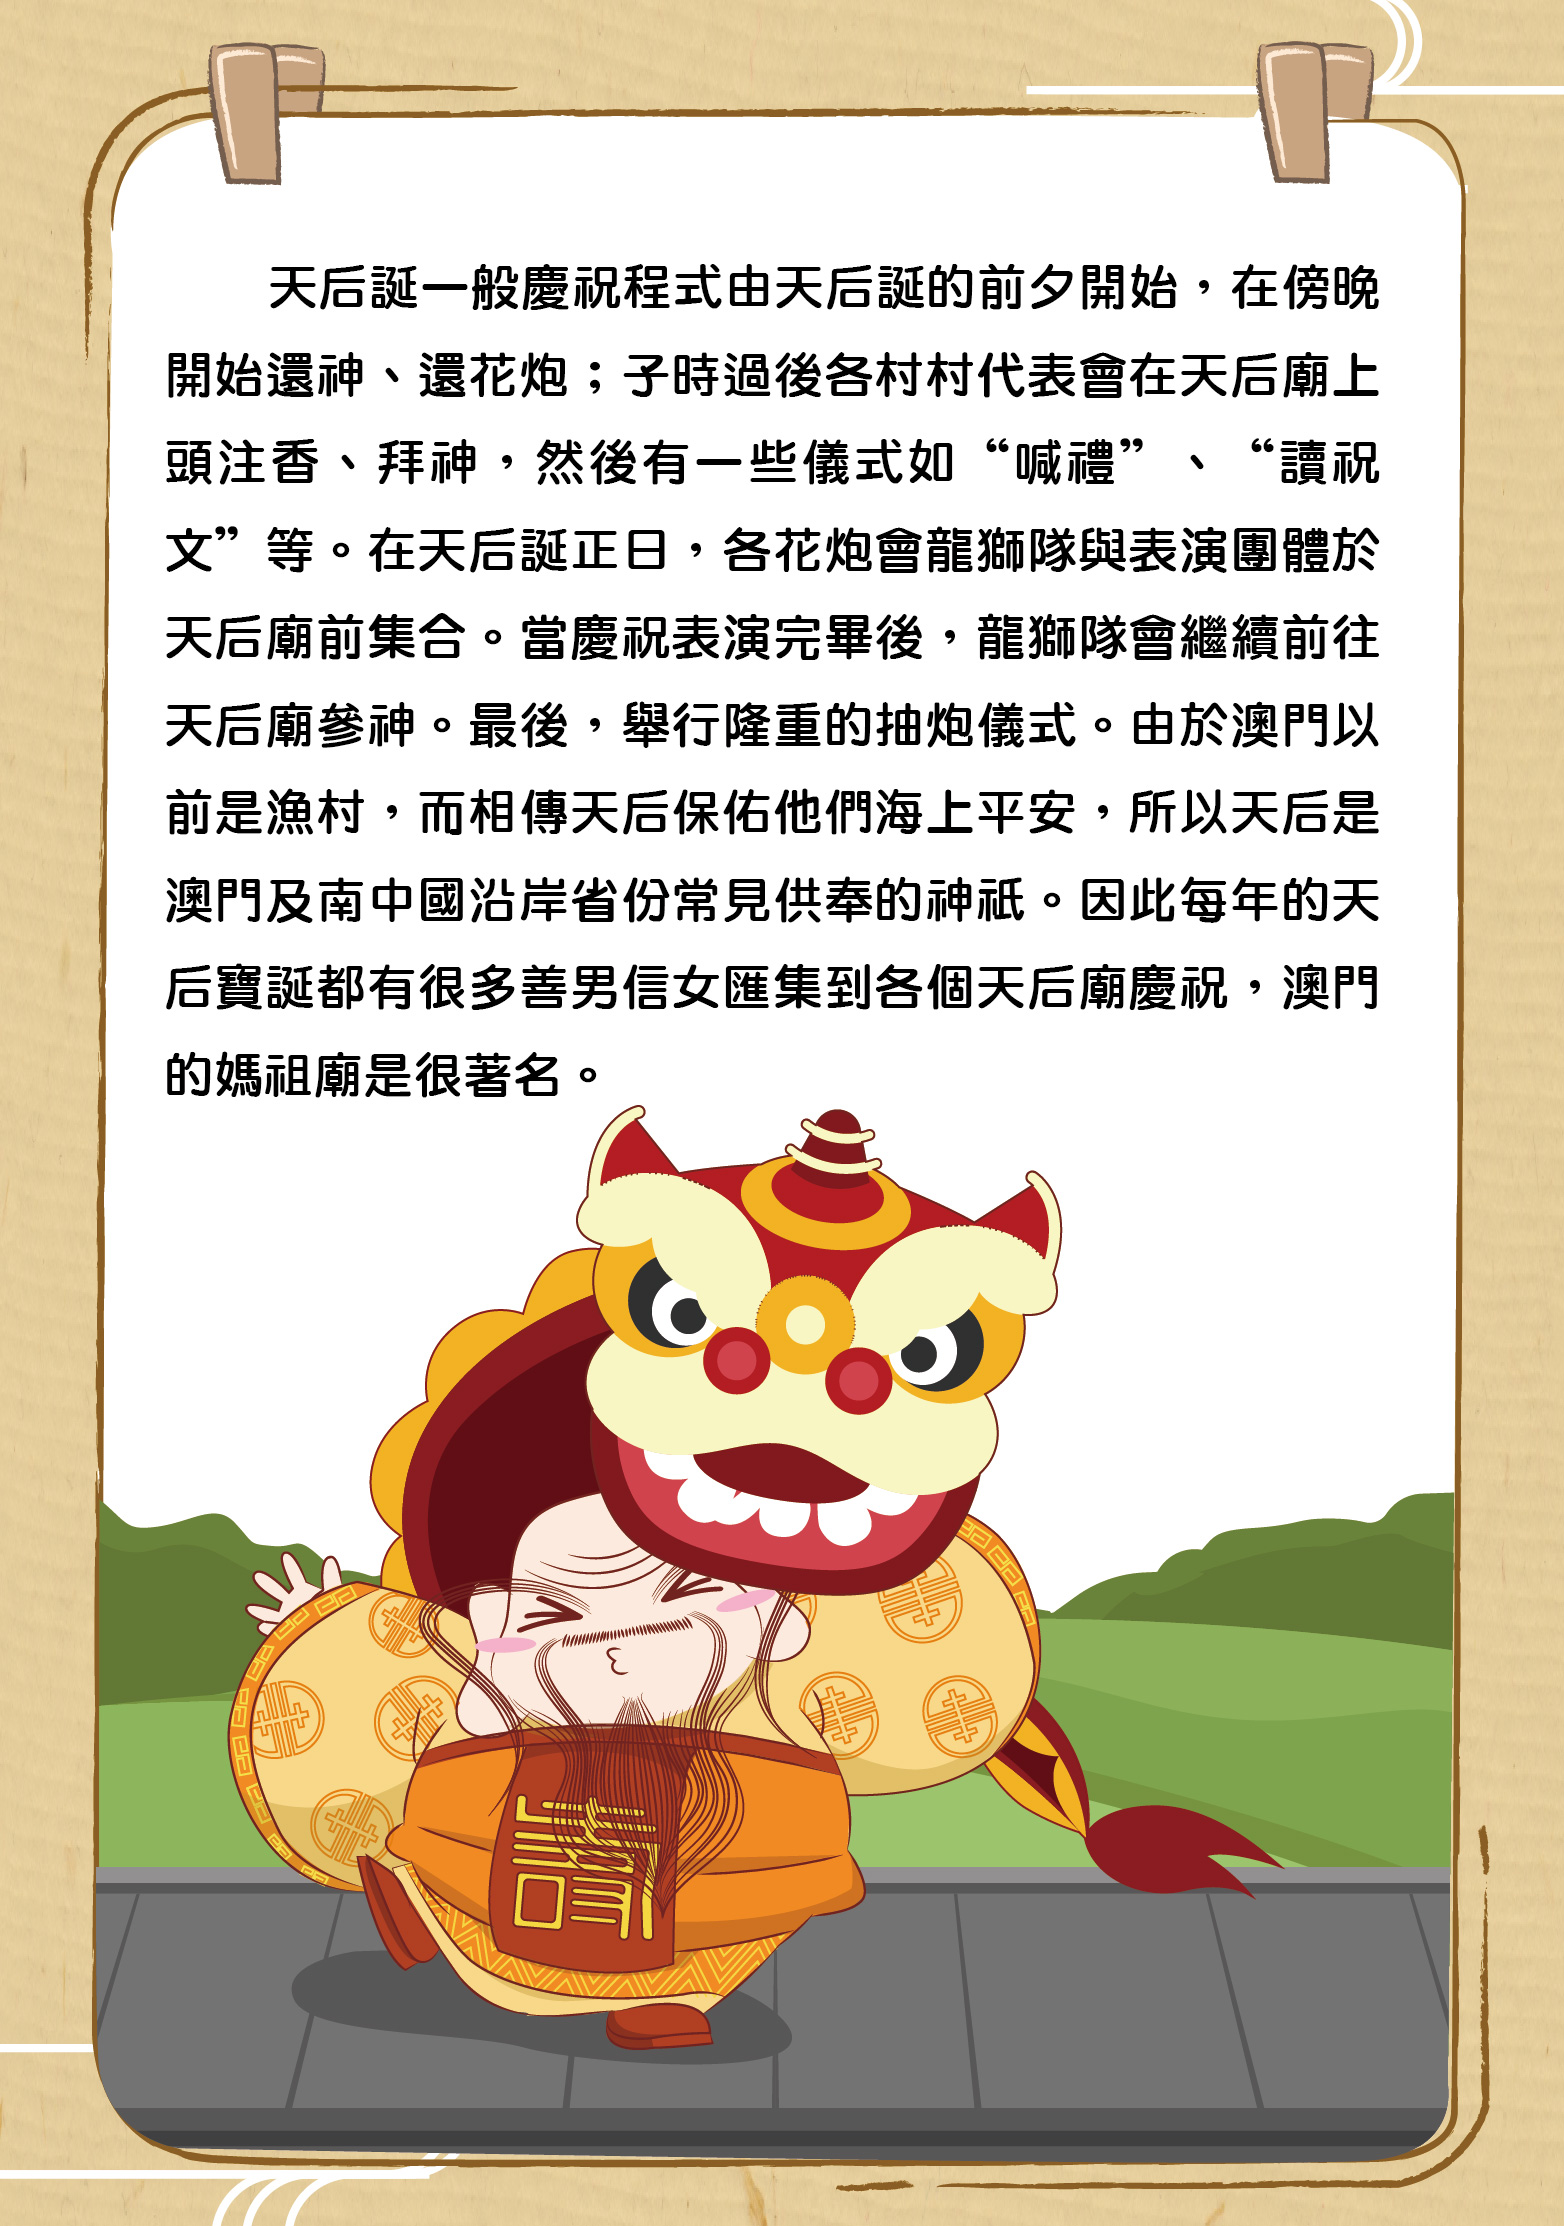 天后誕一般慶祝程式由天后誕的前夕開始，在傍晚
開始還神、還花炮；子時過後各村村代表會在天后廟上
頭注香、拜神，然後有一些儀式如“喊禮”、“讀祝
文”等。在天后誕正日，各花炮會龍獅隊與表演團體於
天后廟前集合。當慶祝表演完畢後，龍獅隊會繼續前往
天后廟參神。最後，舉行隆重的抽炮儀式。由於澳門以
前是漁村，而相傳天后保佑他們海上平安，所以天后是
澳門及南中國沿岸省份常見供奉的神祇。因此每年的天
后寶誕都有很多善男信女匯集到各個天后廟慶祝，澳門
的媽祖廟是很著名。